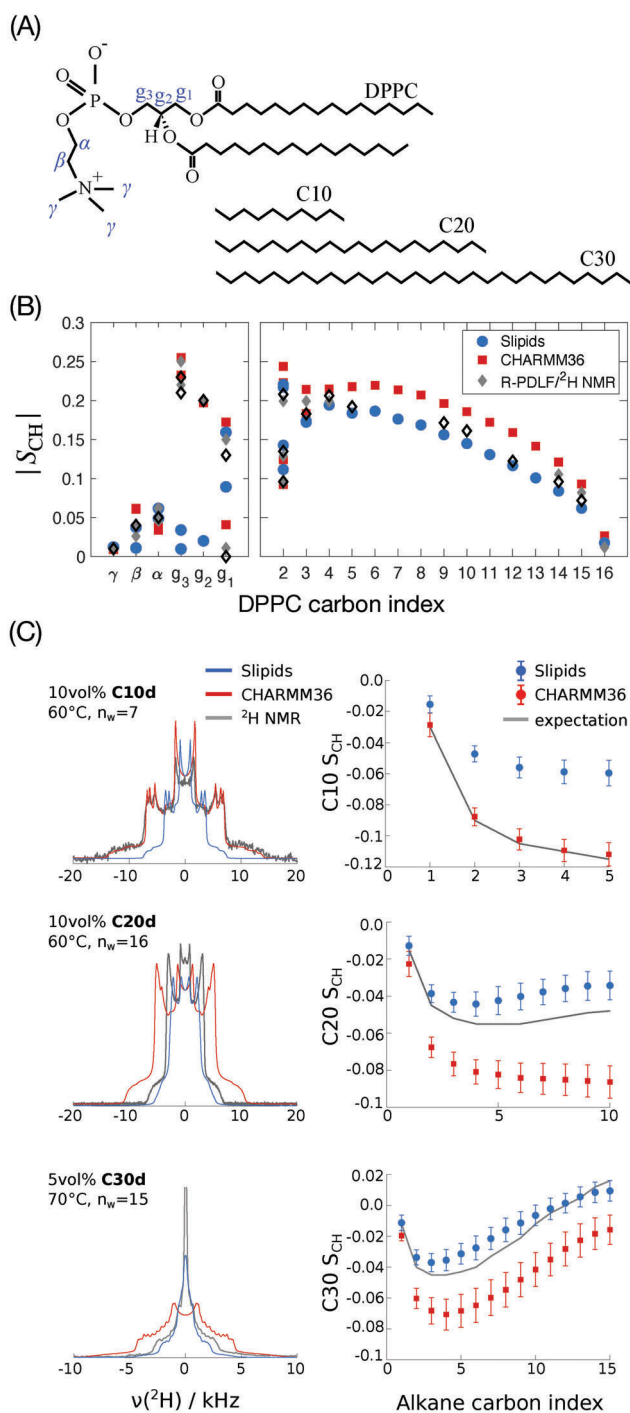 (A)
O-
O
P
O
O
g3 g2 g1
O
O
DPPC
H
O
O
α
β
N+
γ
γ
γ
C10
C20
C30
(B)
0.3
0.25
0.2
0.15
0.1
0.05
0
|SCH|
Slipids
CHARMM36
R-PDLF/²H NMR
γ β α g3 g2 g1 2 3 4 5 6 7 8 9 10 11 12 13 14 15 16
DPPC carbon index
(C)
10vol% C10d
60°C, nw=7
Slipids
CHARMM36
²H NMR
-20 -10 0 10 20
Slipids
CHARMM36
expectation
C10 SCH
0.0
-0.02
-0.04
-0.06
-0.08
-0.1
-0.12
0 1 2 3 4 5
10vol% C20d
60°C, nw=16
-20 -10 0 10 20
C20 SCH
0.0
-0.02
-0.04
-0.06
-0.08
-0.1
0 5 10
5vol% C30d
70°C, nw=15
-10 -5 0 5 10
ν(²H) / kHz
C30 SCH
0.02
0.0
-0.02
-0.04
-0.06
-0.08
-0.1
0 5 10 15
Alkane carbon index